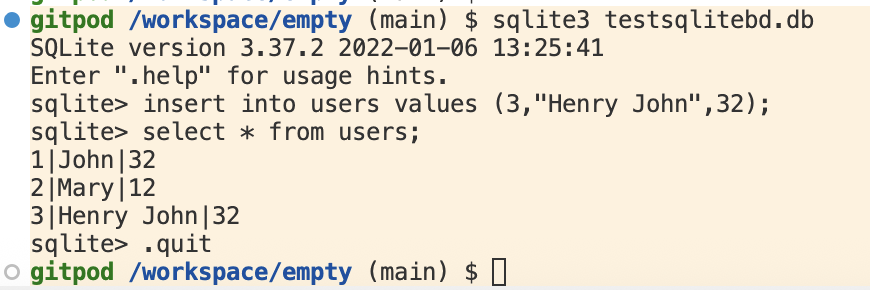 gitpod /workspace/empty (main) $ sqlite3 testsqlitebd.db
SQLite version 3.37.2 2022-01-06 13:25:41
Enter ".help" for usage hints.
sqlite> insert into users values (3,"Henry John",32);
sqlite> select * from users;
1|John|32
2|Mary|12
3|Henry John|32
sqlite> .quit
gitpod /workspace/empty (main) $